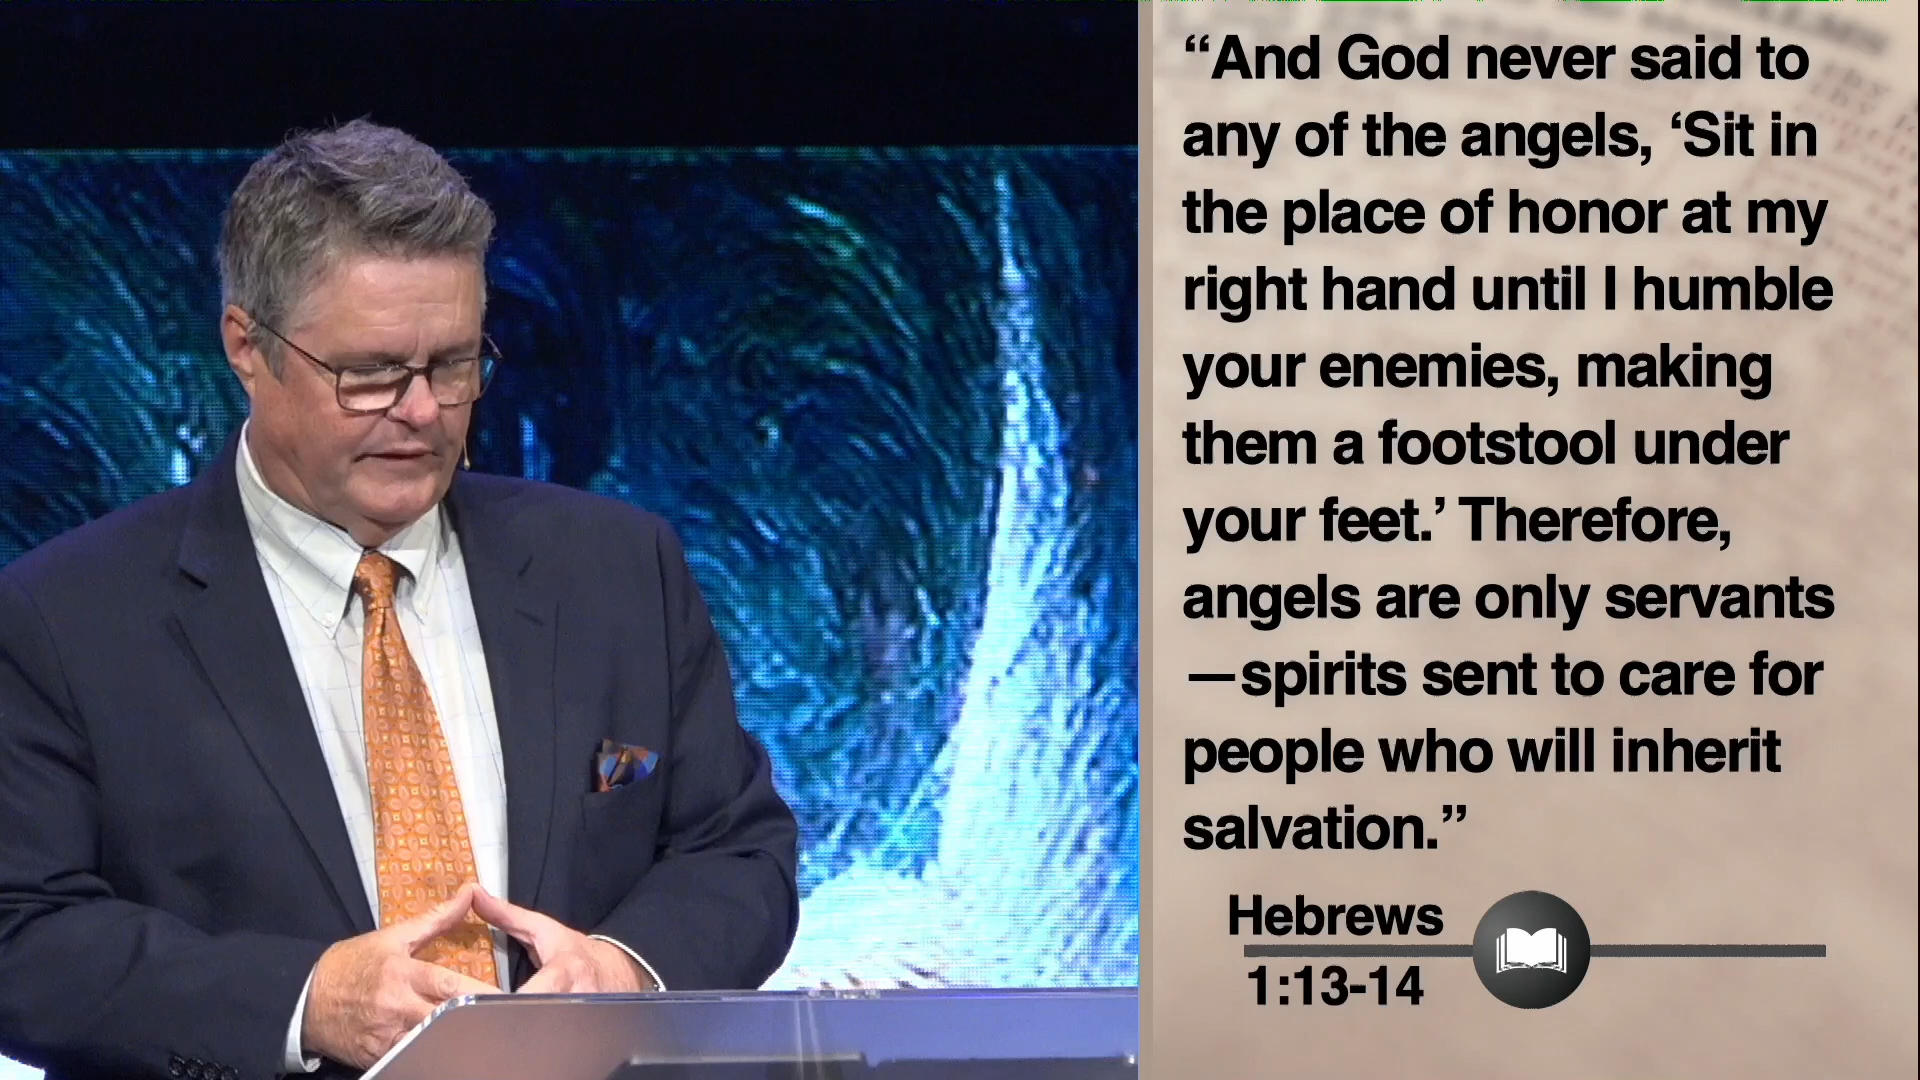 “And God never said to
any of the angels, ‘Sit in
the place of honor at my
right hand until I humble
your enemies, making
them a footstool under
your feet.’ Therefore,
angels are only servants
—spirits sent to care for
people who will inherit
salvation.”
Hebrews
1:13-14